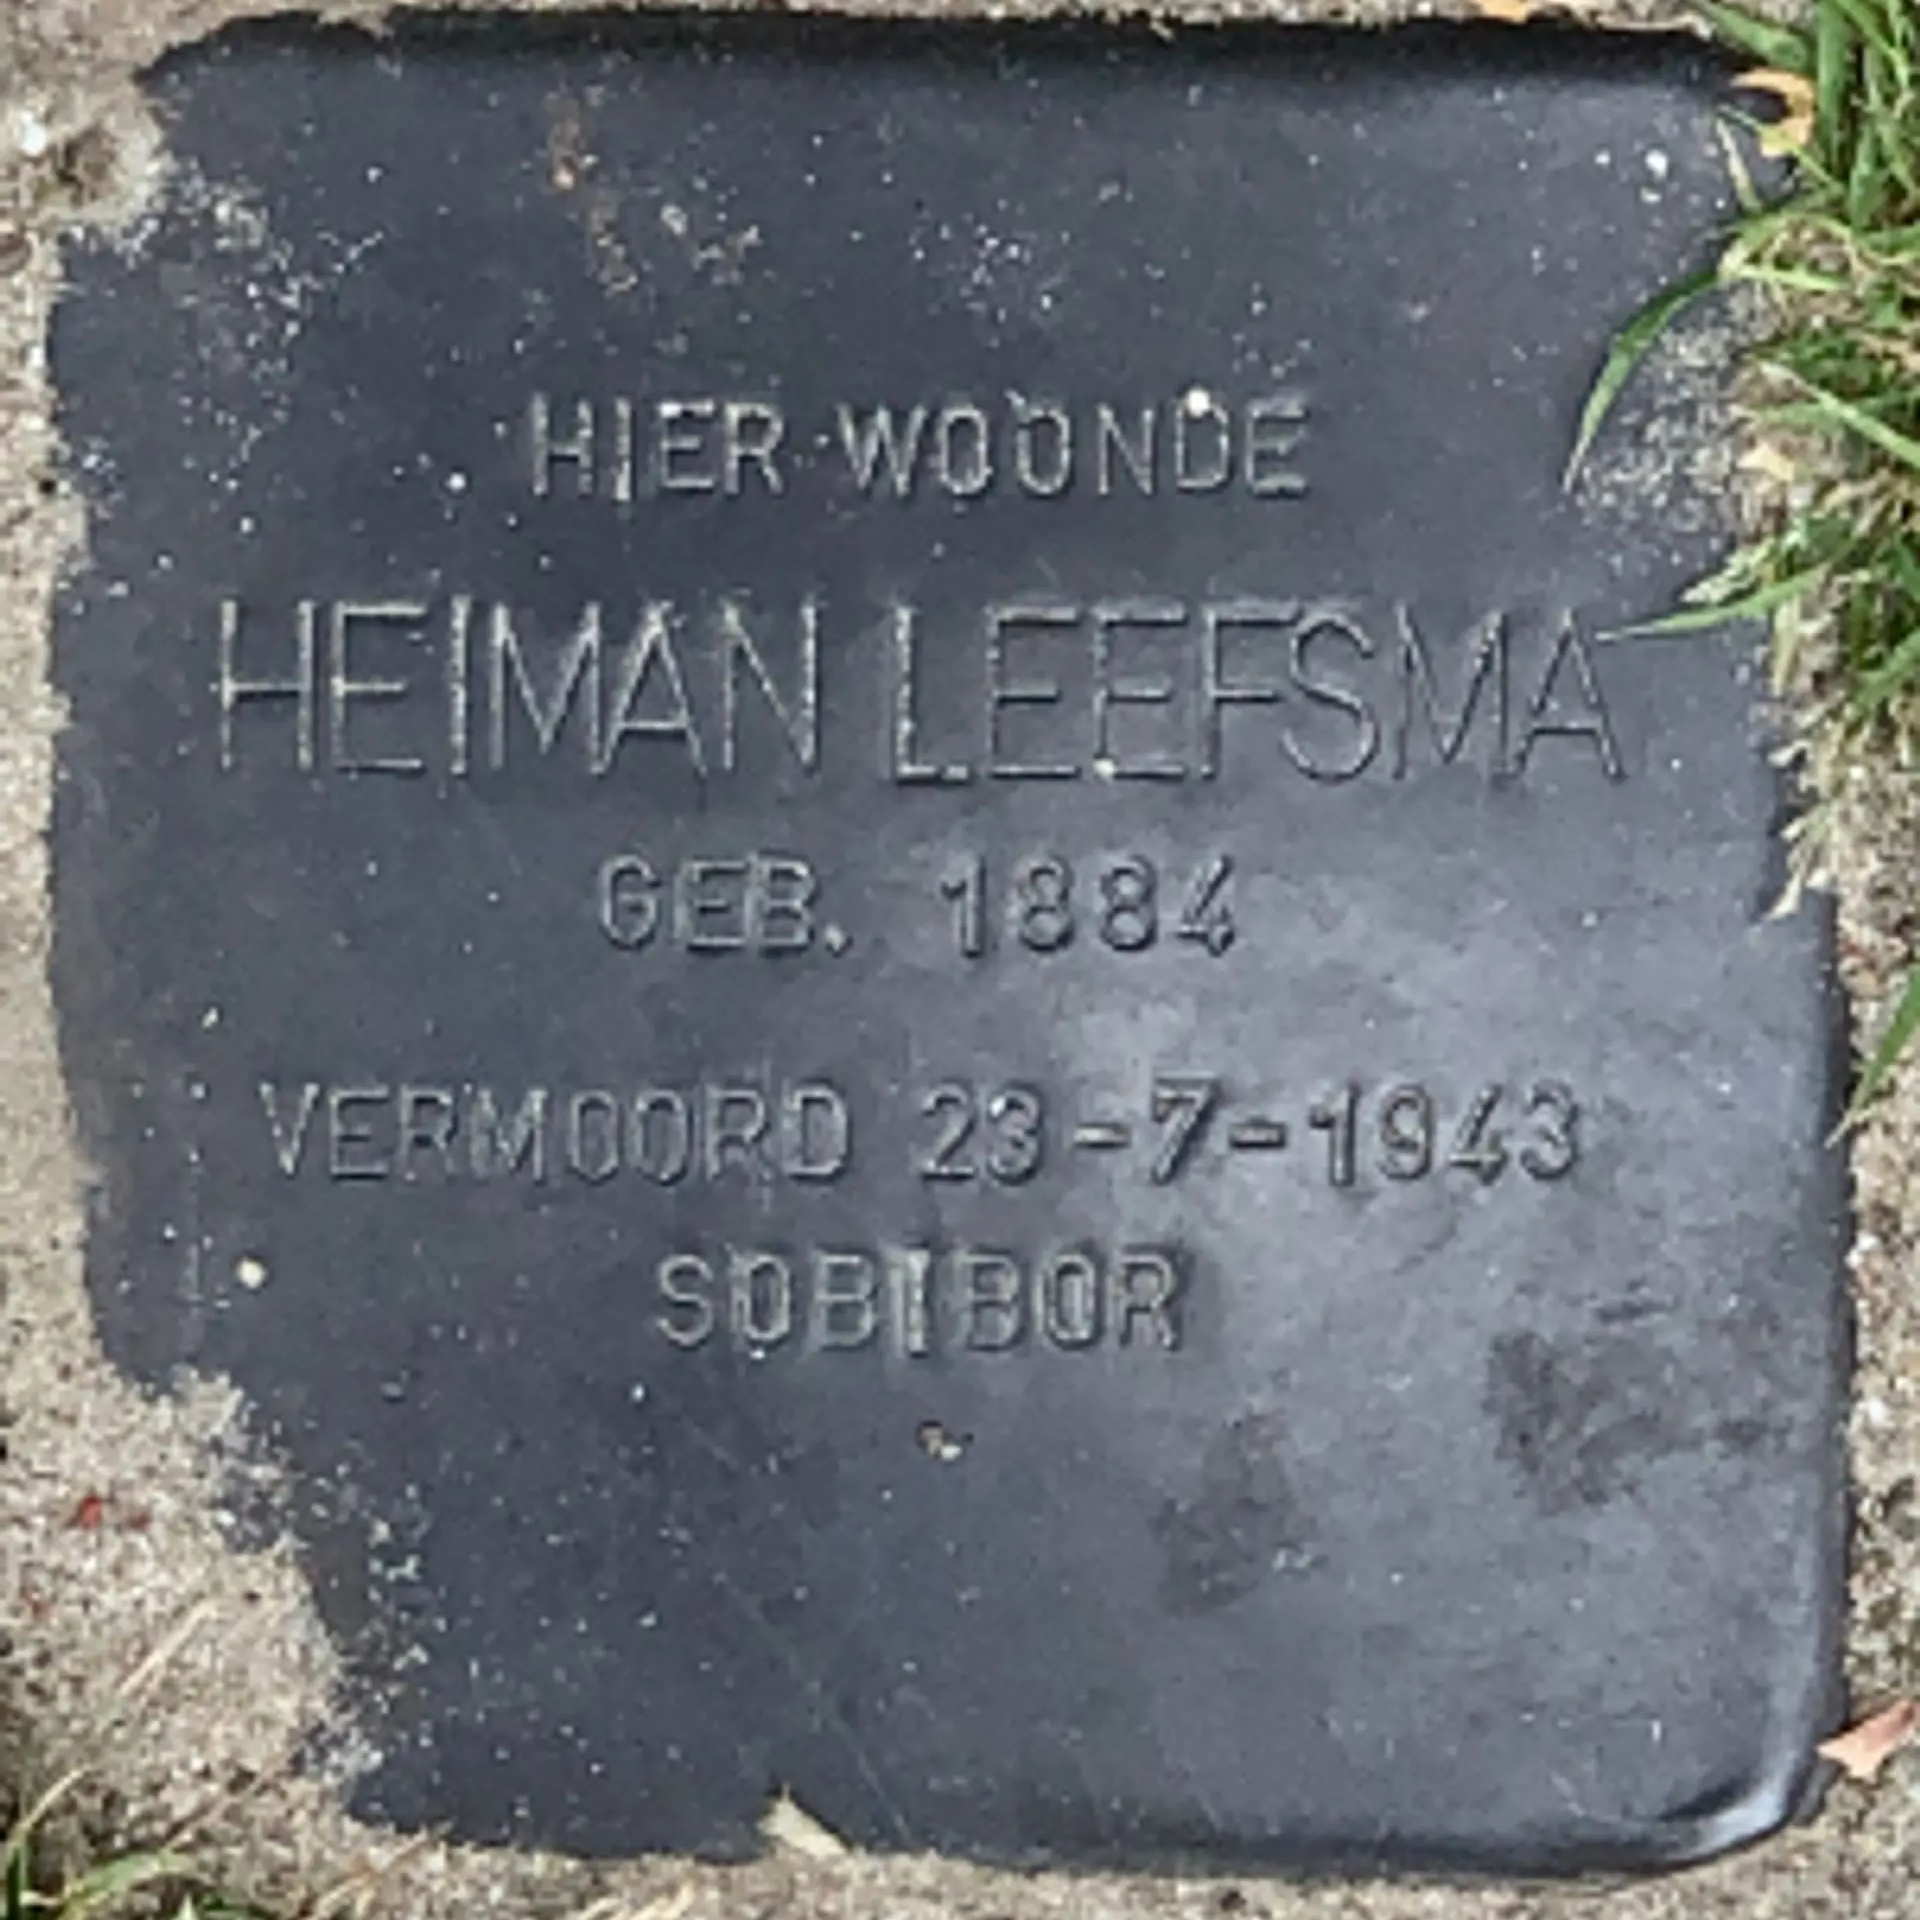 HIER WOONDE
HEIMAN LEEFSMA
GEB. 1884
VERMOORD 23-7-1943
SOBIBOR